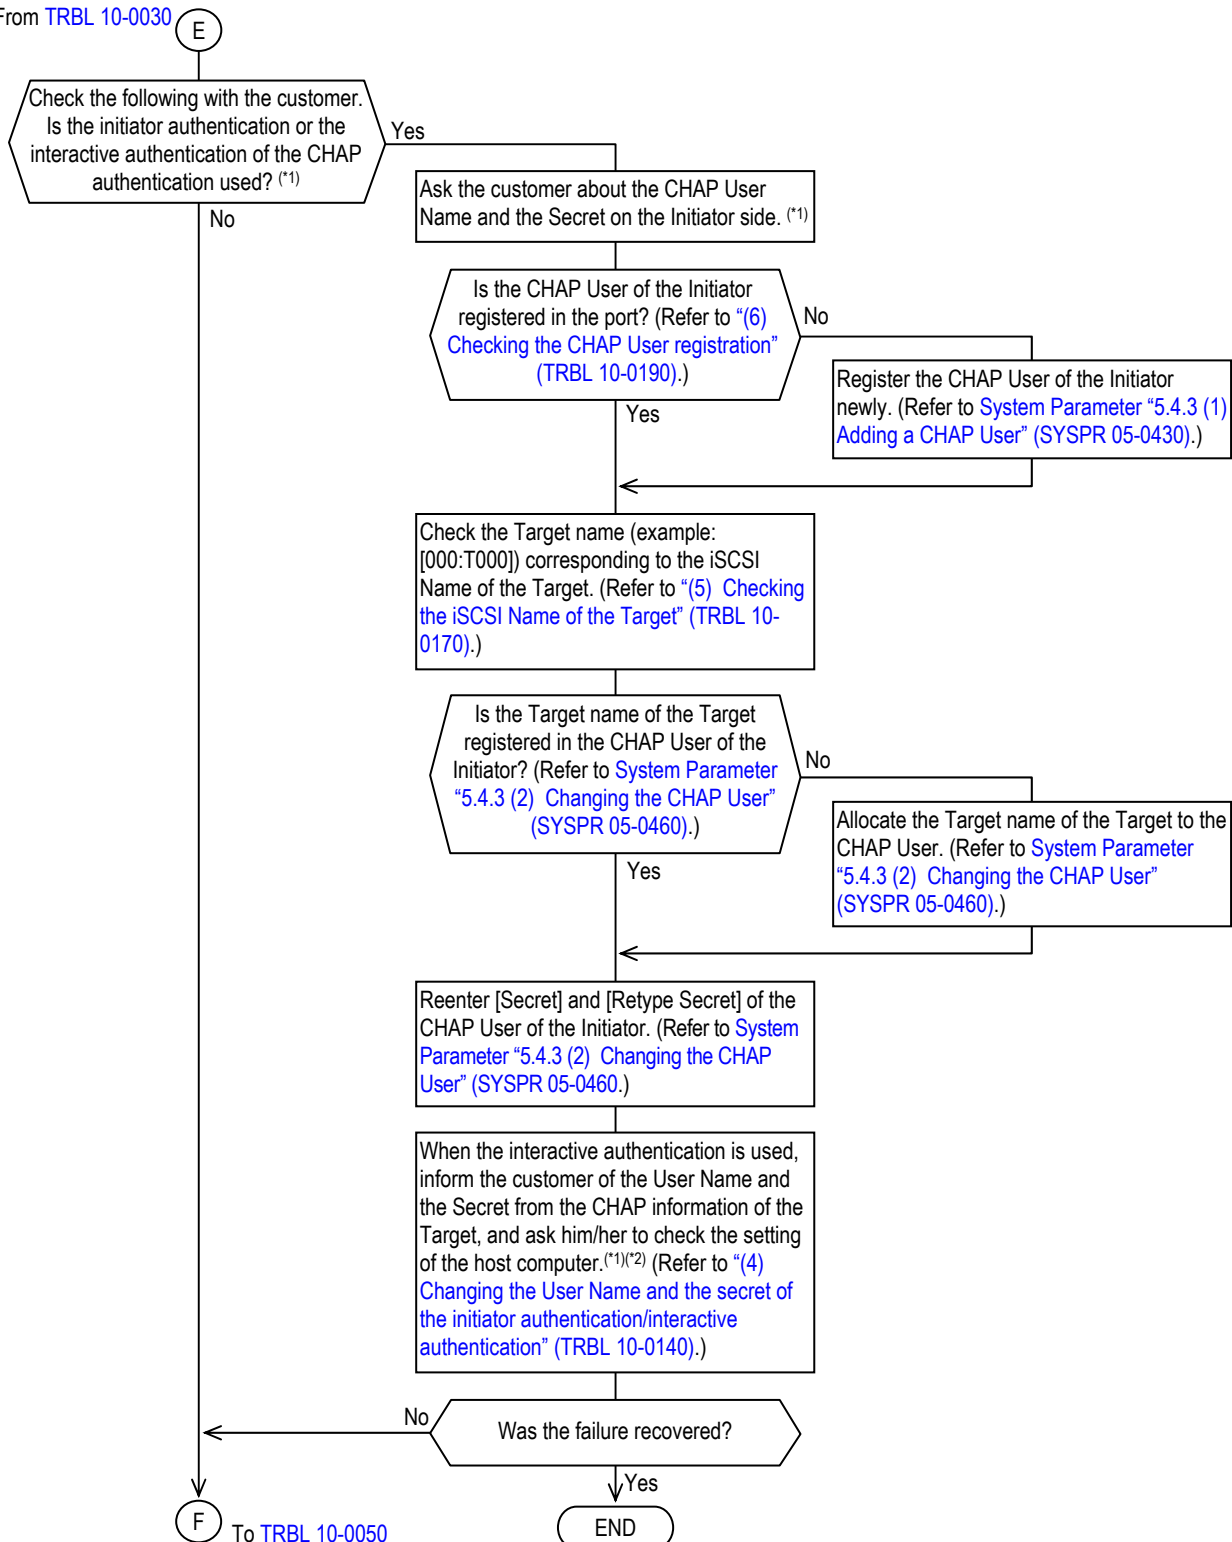 From TRBL 10-0030
E
Check the following with the customer.
Is the initiator authentication or the
interactive authentication of the CHAP
authentication used? (*1)
Yes
No
Ask the customer about the CHAP User
Name and the Secret on the Initiator side. (*1)
Is the CHAP User of the Initiator
registered in the port? (Refer to “(6)
Checking the CHAP User registration”
(TRBL 10-0190).)
No
Yes
Register the CHAP User of the Initiator
newly. (Refer to System Parameter “5.4.3 (1)
Adding a CHAP User” (SYSPR 05-0430).)
Check the Target name (example:
[000:T000]) corresponding to the iSCSI
Name of the Target. (Refer to “(5) Checking
the iSCSI Name of the Target” (TRBL 10-
0170).)
Is the Target name of the Target
registered in the CHAP User of the
Initiator? (Refer to System Parameter
“5.4.3 (2) Changing the CHAP User”
(SYSPR 05-0460).)
No
Yes
Allocate the Target name of the Target to the
CHAP User. (Refer to System Parameter
“5.4.3 (2) Changing the CHAP User”
(SYSPR 05-0460).)
Reenter [Secret] and [Retype Secret] of the
CHAP User of the Initiator. (Refer to System
Parameter “5.4.3 (2) Changing the CHAP
User” (SYSPR 05-0460.)
When the interactive authentication is used,
inform the customer of the User Name and
the Secret from the CHAP information of the
Target, and ask him/her to check the setting
of the host computer.(*1)(*2) (Refer to “(4)
Changing the User Name and the secret of
the initiator authentication/interactive
authentication” (TRBL 10-0140).)
Was the failure recovered?
No
Yes
F
To TRBL 10-0050
END